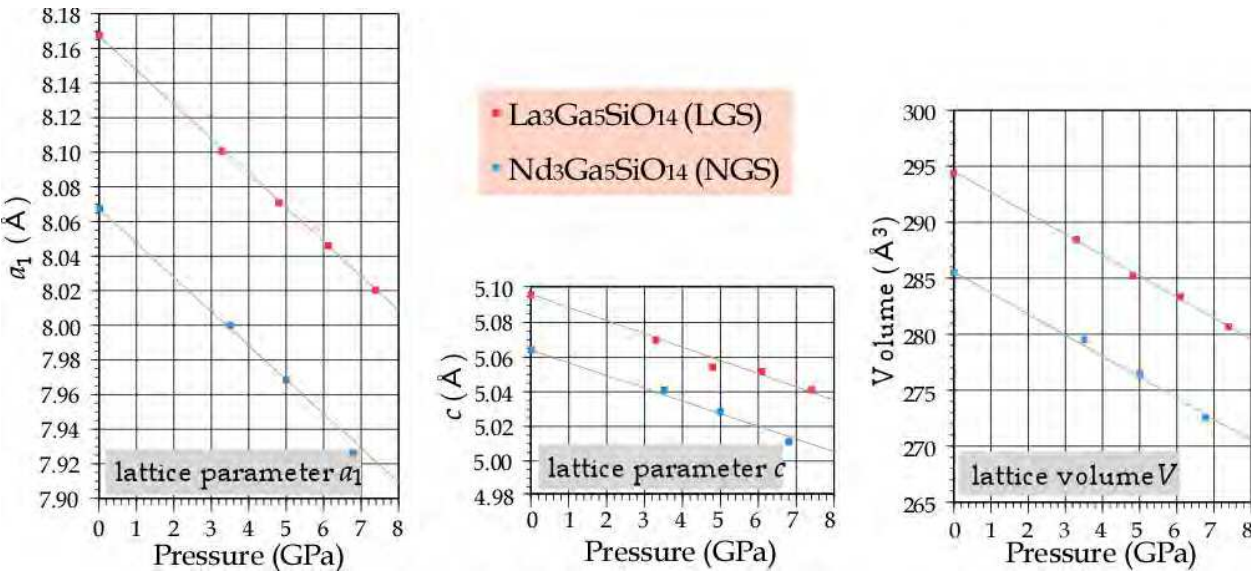 8.18
8.16
8.14
8.12
8.10
8.08
8.06
8.04
8.02
8.00
7.98
7.96
7.94
7.92
7.90
a1 (Å)
lattice parameter a1
0 1 2 3 4 5 6 7 8
Pressure (GPa)
La3Ga5SiO14 (LGS)
Nd3Ga5SiO14 (NGS)
5.10
5.08
5.06
5.04
5.02
5.00
4.98
c (Å)
lattice parameter c
0 1 2 3 4 5 6 7 8
Pressure (GPa)
300
295
290
285
280
275
270
265
Volume (Å3)
lattice volume V
0 1 2 3 4 5 6 7 8
Pressure (GPa)